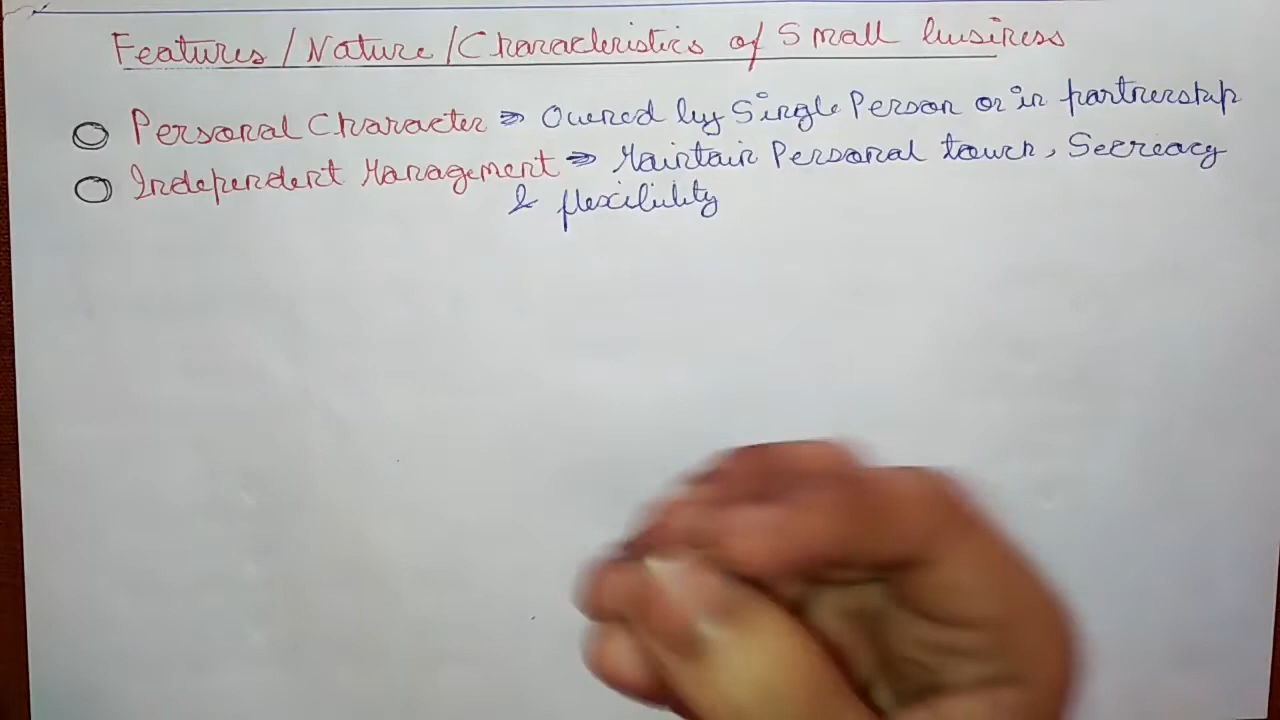 Features / Nature / Characteristics of Small business
Personal Character ⇒ Owned by Single Person or in partnership
Independent Management ⇒ Maintain Personal touch, Secreacy
& flexibility